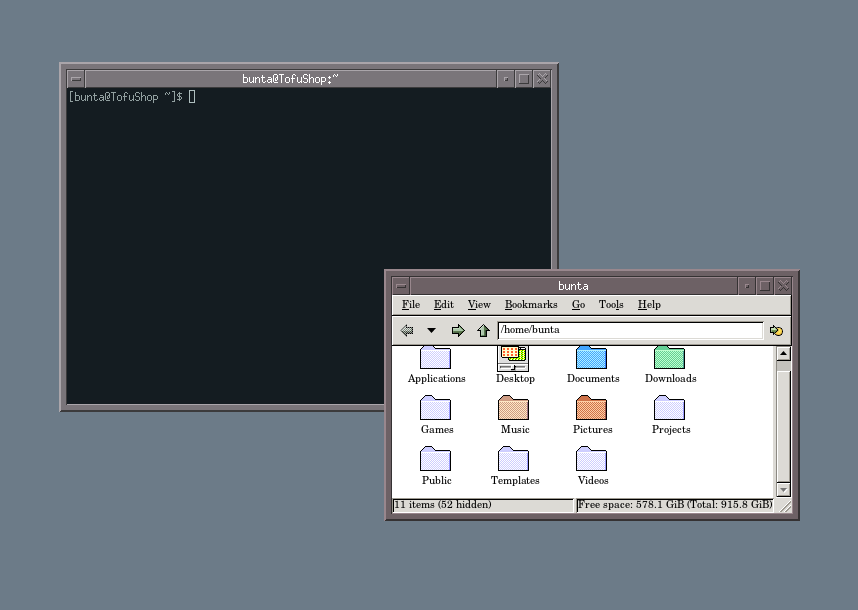 bunta@TofuShop:~
[bunta@TofuShop ~]$
bunta
File Edit View Bookmarks Go Tools Help
/home/bunta
Applications Desktop Documents Downloads
Games Music Pictures Projects
Public Templates Videos
11 items (52 hidden) Free space: 578.1 GiB (Total: 915.8 GiB)